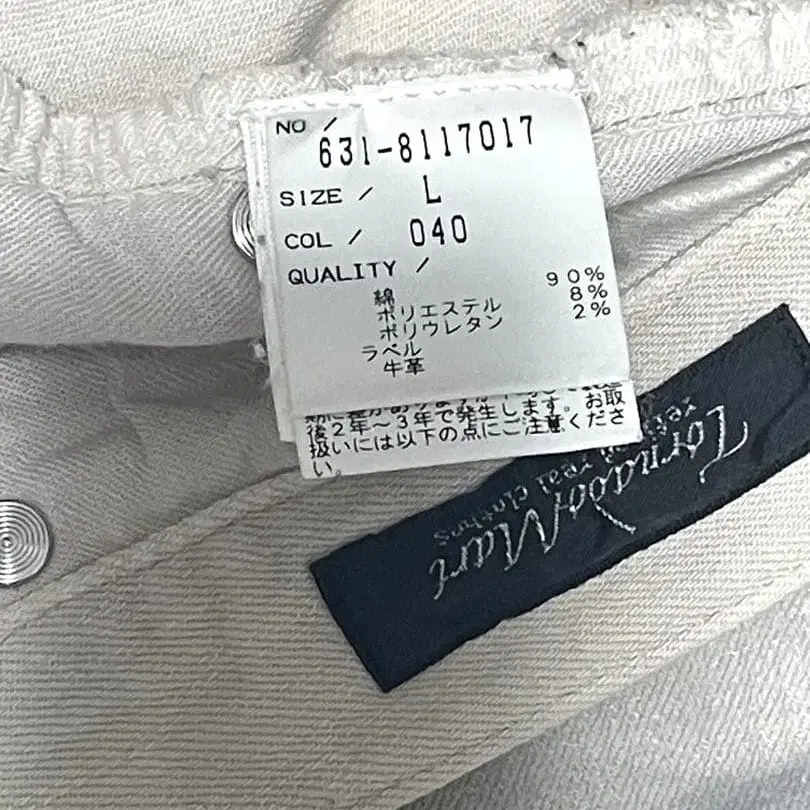 NO /
631-8117017
SIZE / L
COL / 040
QUALITY /
綿 90%
ポリエステル 8%
ポリウレタン 2%
ラベル
牛革
後2年〜3年で発生します。お取
扱いには以下の点にご注意くださ
い。
TornadoMart
refined real clothes